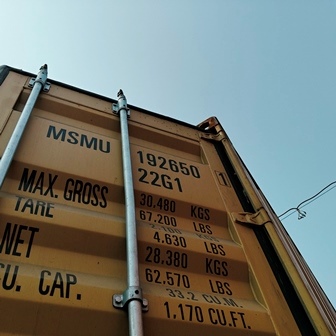 MSMU 192650 1
22G1
MAX. GROSS 30.480 KGS
67.200 LBS
TARE
4.630 LBS
NET 28.380 KGS
62.570 LBS
CU. CAP. 33.2 CU.M.
1.170 CU.FT.